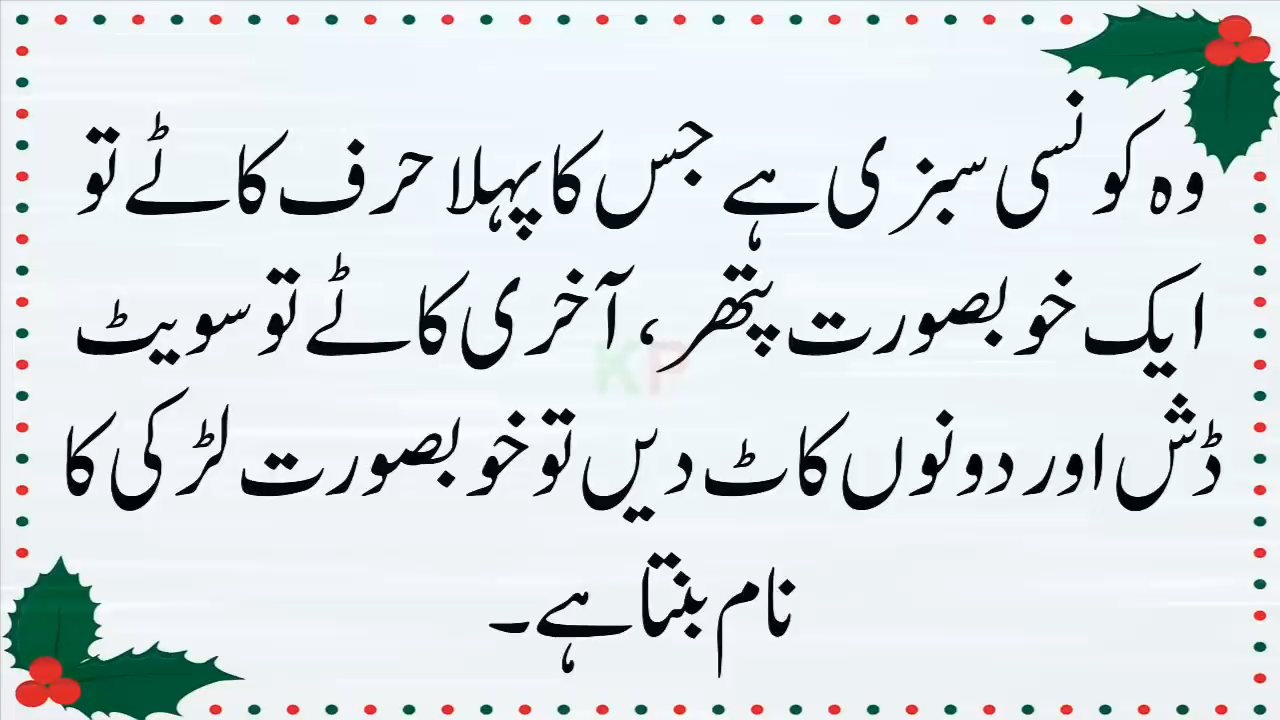 وہ کونسی سبزی ہے جس کا پہلا حرف کاٹے تو
ایک خوبصورت پتھر ، آخری کاٹے تو سویٹ
ڈش اور دونوں کاٹ دیں تو خوبصورت لڑکی کا
نام بنتا ہے۔
KP